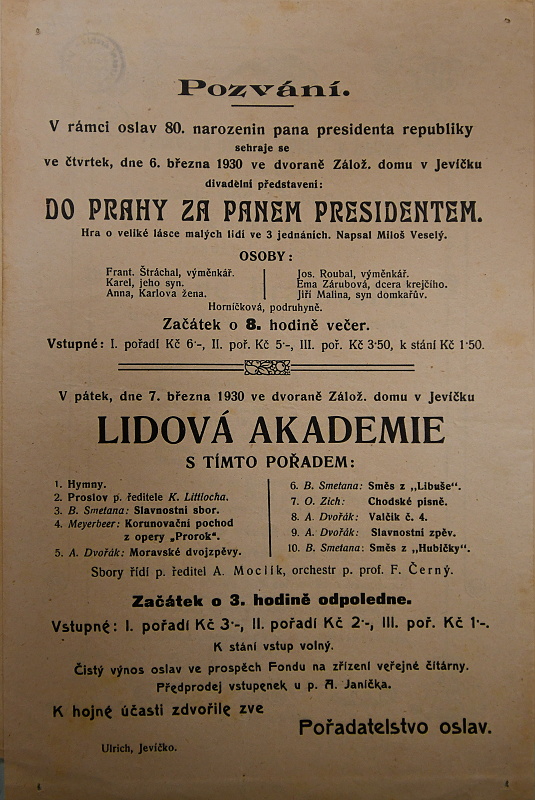 Pozvání.
V rámci oslav 80. narozenin pana presidenta republiky
sehraje se
ve čtvrtek, dne 6. března 1930 ve dvoraně Zálož. domu v Jevíčku
divadelní představení:
DO PRAHY ZA PANEM PRESIDENTEM.
Hra o veliké lásce malých lidí ve 3 jednáních. Napsal Miloš Veselý.
OSOBY:
Frant. Štráchal, výměnkář.
Karel, jeho syn.
Anna, Karlova žena.
Jos. Roubal, výměnkář.
Ema Zárubová, dcera krejčího.
Jiří Malina, syn domkařův.
Horníčková, podruhyně.
Začátek o 8. hodině večer.
Vstupné: I. pořadí Kč 6·-, II. poř. Kč 5·-, III. poř. Kč 3·50, k stání Kč 1·50.
V pátek, dne 7. března 1930 ve dvoraně Zálož. domu v Jevíčku
LIDOVÁ AKADEMIE
S TÍMTO POŘADEM:
1. Hymny.
2. Proslov p. ředitele K. Littlocha.
3. B. Smetana: Slavnostní sbor.
4. Meyerbeer: Korunovační pochod
z opery „Prorok“.
5. A. Dvořák: Moravské dvojzpěvy.
6. B. Smetana: Směs z „Libuše“.
7. O. Zich: Chodské písně.
8. A. Dvořák: Valčík č. 4.
9. A. Dvořák: Slavnostní zpěv.
10. B. Smetana: Směs z „Hubičky“.
Sbory řídí p. ředitel A. Moclík, orchestr p. prof. F. Černý.
Začátek o 3. hodině odpoledne.
Vstupné: I. pořadí Kč 3·-, II. pořadí Kč 2·-, III. poř. Kč 1·-.
K stání vstup volný.
Čistý výnos oslav ve prospěch Fondu na zřízení veřejné čítárny.
Předprodej vstupenek u p. A. Janíčka.
K hojné účasti zdvořile zve
Pořadatelstvo oslav.
Ulrich, Jevíčko.